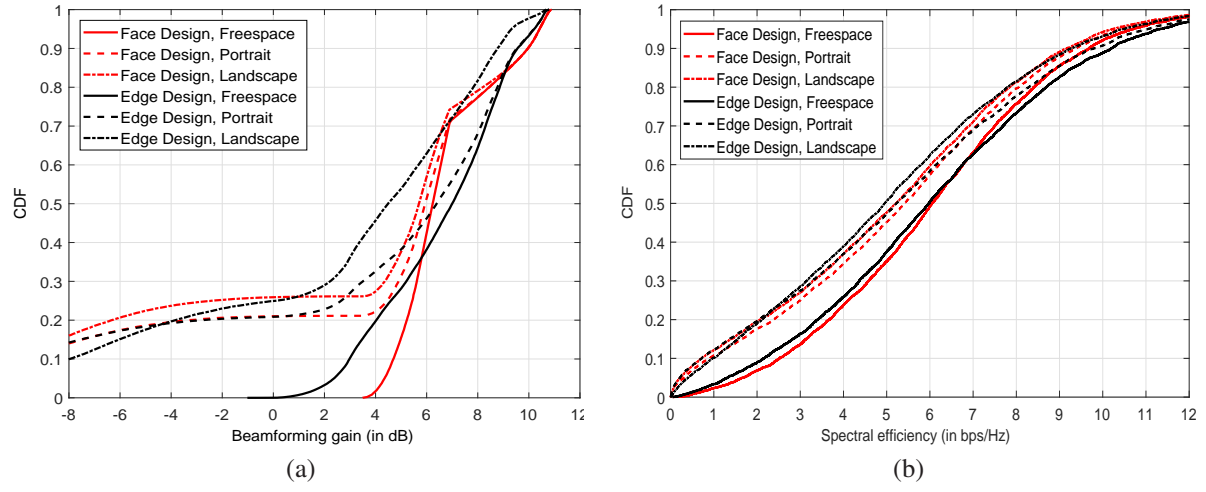 1
0.9
0.8
0.7
0.6
0.5
0.4
0.3
0.2
0.1
0
CDF
Face Design, Freespace
Face Design, Portrait
Face Design, Landscape
Edge Design, Freespace
Edge Design, Portrait
Edge Design, Landscape
-8 -6 -4 -2 0 2 4 6 8 10 12
Beamforming gain (in dB)
(a)
1
0.9
0.8
0.7
0.6
0.5
0.4
0.3
0.2
0.1
0
CDF
Face Design, Freespace
Face Design, Portrait
Face Design, Landscape
Edge Design, Freespace
Edge Design, Portrait
Edge Design, Landscape
0 1 2 3 4 5 6 7 8 9 10 11 12
Spectral efficiency (in bps/Hz)
(b)